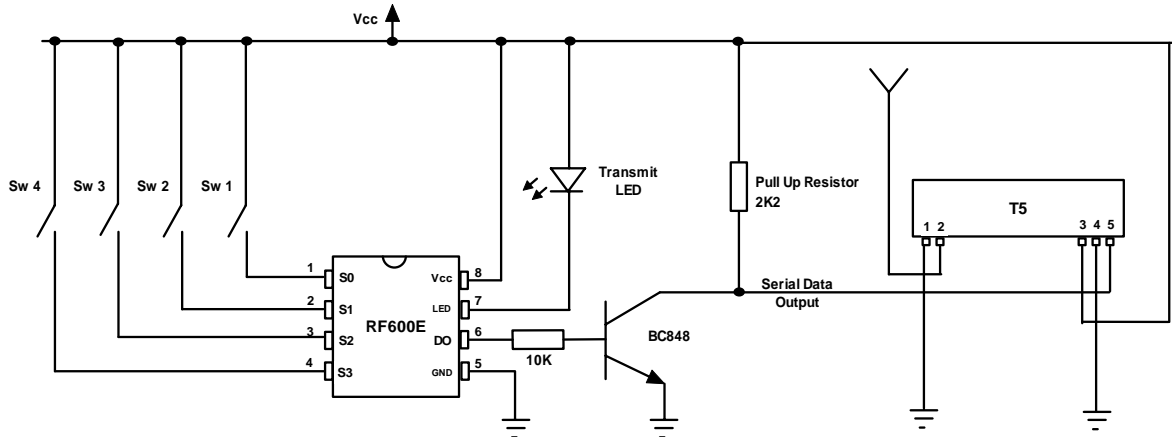 Vcc
Sw 4
Sw 3
Sw 2
Sw 1
Transmit
LED
Pull Up Resistor
2K2
T5
1 2
3 4 5
1
S0
Vcc
8
2
S1
LED
7
3
S2
RF600E
DO
6
4
S3
GND
5
10K
BC848
Serial Data
Output